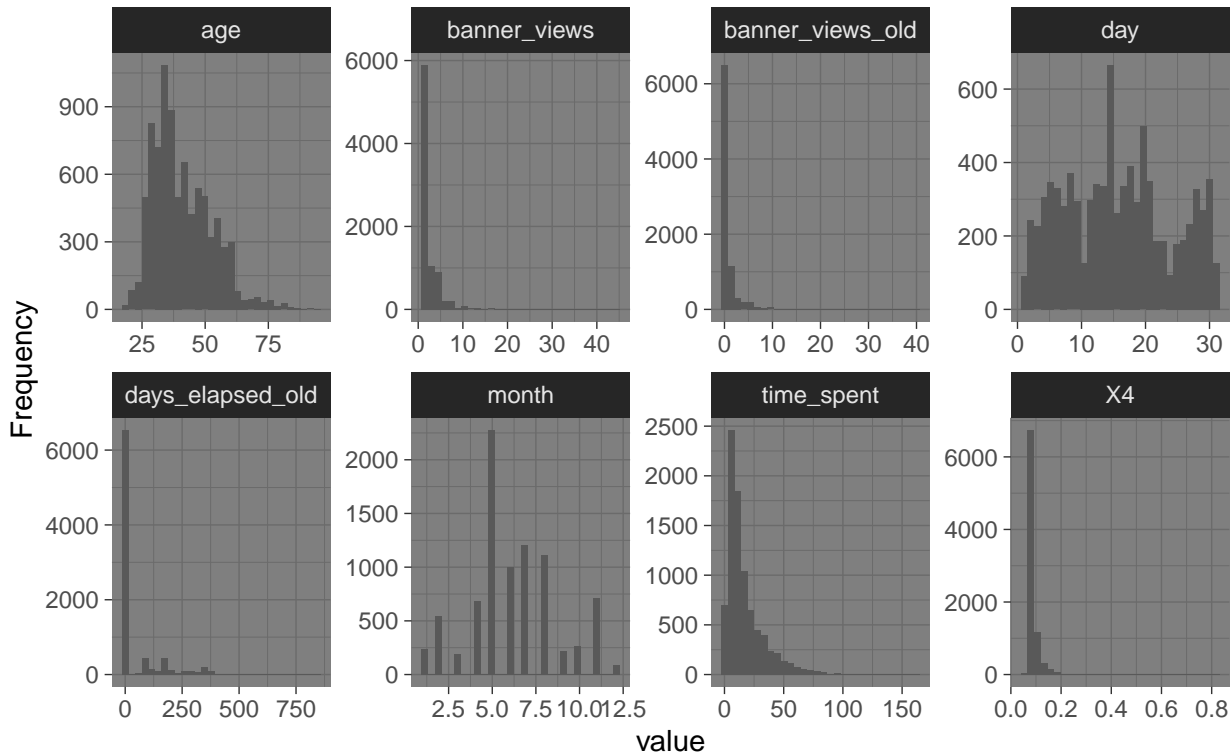 age
banner_views
banner_views_old
day
900
600
300
0
25 50 75
6000
4000
2000
0
0 10 20 30 40
6000
4000
2000
0
0 10 20 30 40
600
400
200
0
0 10 20 30
Frequency
days_elapsed_old
month
time_spent
X4
6000
4000
2000
0
0 250 500 750
2000
1500
1000
500
0
2.5 5.0 7.5 10.0 12.5
2500
2000
1500
1000
500
0
0 50 100 150
6000
4000
2000
0
0.0 0.2 0.4 0.6 0.8
value